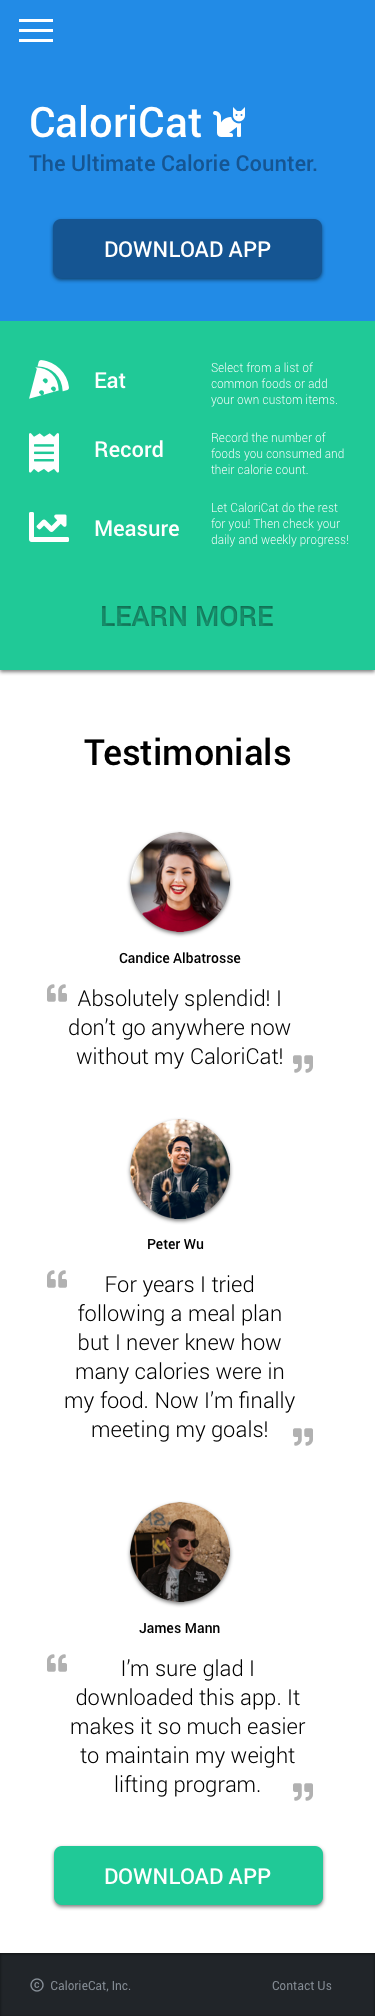 CaloriCat
The Ultimate Calorie Counter.
DOWNLOAD APP
Eat
Select from a list of
common foods or add
your own custom items.
Record
Record the number of
foods you consumed and
their calorie count.
Measure
Let CaloriCat do the rest
for you! Then check your
daily and weekly progress!
LEARN MORE
Testimonials
Candice Albatrosse
“ Absolutely splendid! I
don’t go anywhere now
without my CaloriCat! ”
Peter Wu
“ For years I tried
following a meal plan
but I never knew how
many calories were in
my food. Now I’m finally
meeting my goals! ”
James Mann
“ I’m sure glad I
downloaded this app. It
makes it so much easier
to maintain my weight
lifting program. ”
DOWNLOAD APP
© CalorieCat, Inc.
Contact Us